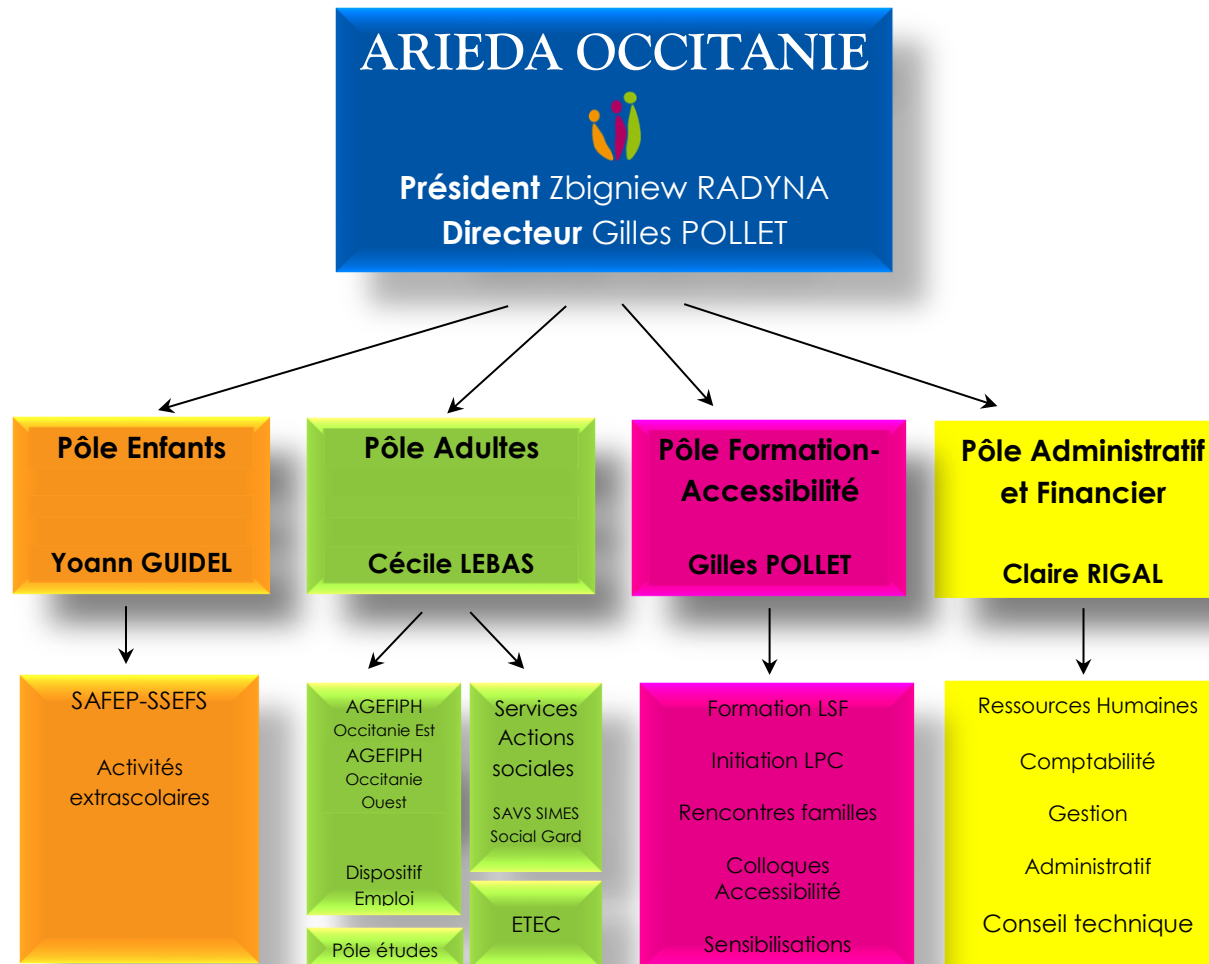 ARIEDA OCCITANIE
Président Zbigniew RADYNA
Directeur Gilles POLLET
Pôle Enfants
Yoann GUIDEL
Pôle Adultes
Cécile LEBAS
Pôle Formation-
Accessibilité
Gilles POLLET
Pôle Administratif
et Financier
Claire RIGAL
SAFEP-SSEFS
Activités
extrascolaires
AGEFIPH
Occitanie Est
AGEFIPH
Occitanie
Ouest
Dispositif
Emploi
Pôle études
Services
Actions
sociales
SAVS SIMES
Social Gard
ETEC
Formation LSF
Initiation LPC
Rencontres familles
Colloques
Accessibilité
Sensibilisations
Ressources Humaines
Comptabilité
Gestion
Administratif
Conseil technique